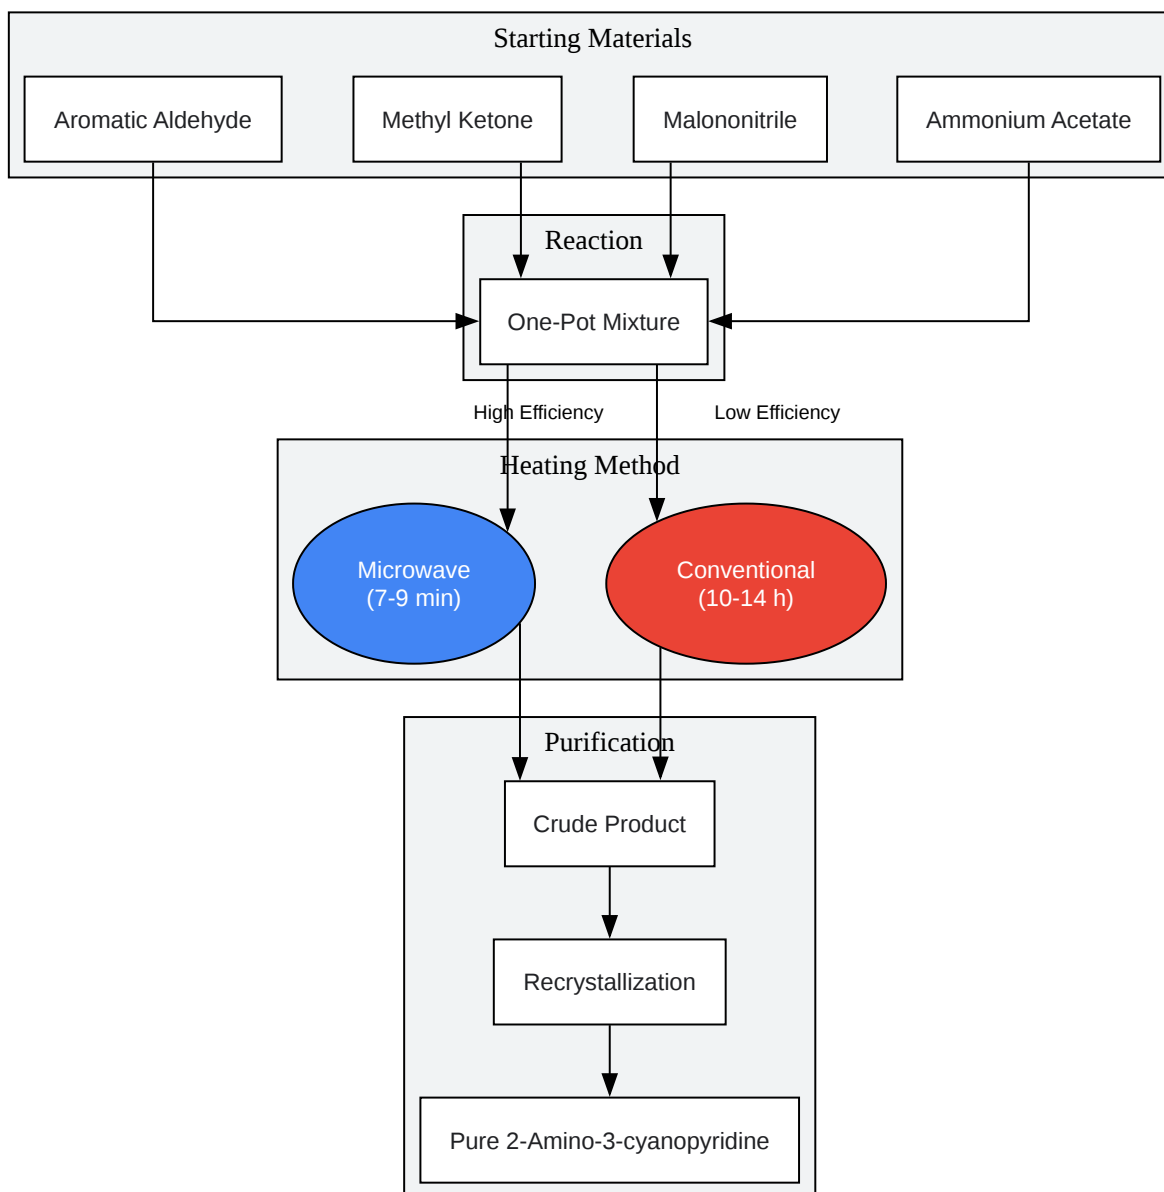 Starting Materials
Aromatic Aldehyde
Methyl Ketone
Malononitrile
Ammonium Acetate
Reaction
One-Pot Mixture
High Efficiency
Low Efficiency
Heating Method
Microwave
(7-9 min)
Conventional
(10-14 h)
Purification
Crude Product
Recrystallization
Pure 2-Amino-3-cyanopyridine